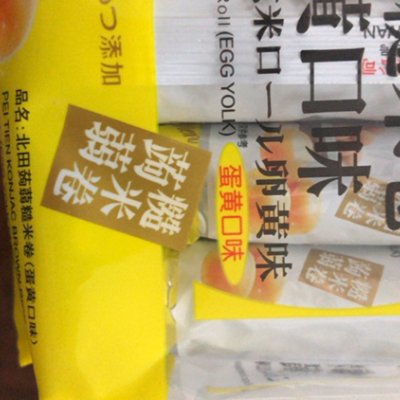 つ添加
Roll (EGG YOLK)
米ロール卵黄味
黄口味
蒟蒻
糙米卷
蛋黄口味
品名:北田蒟蒻糙米卷(蛋黃口味)
PEI TIEN KONJAC BROWN
蒟蒻
糙米卷